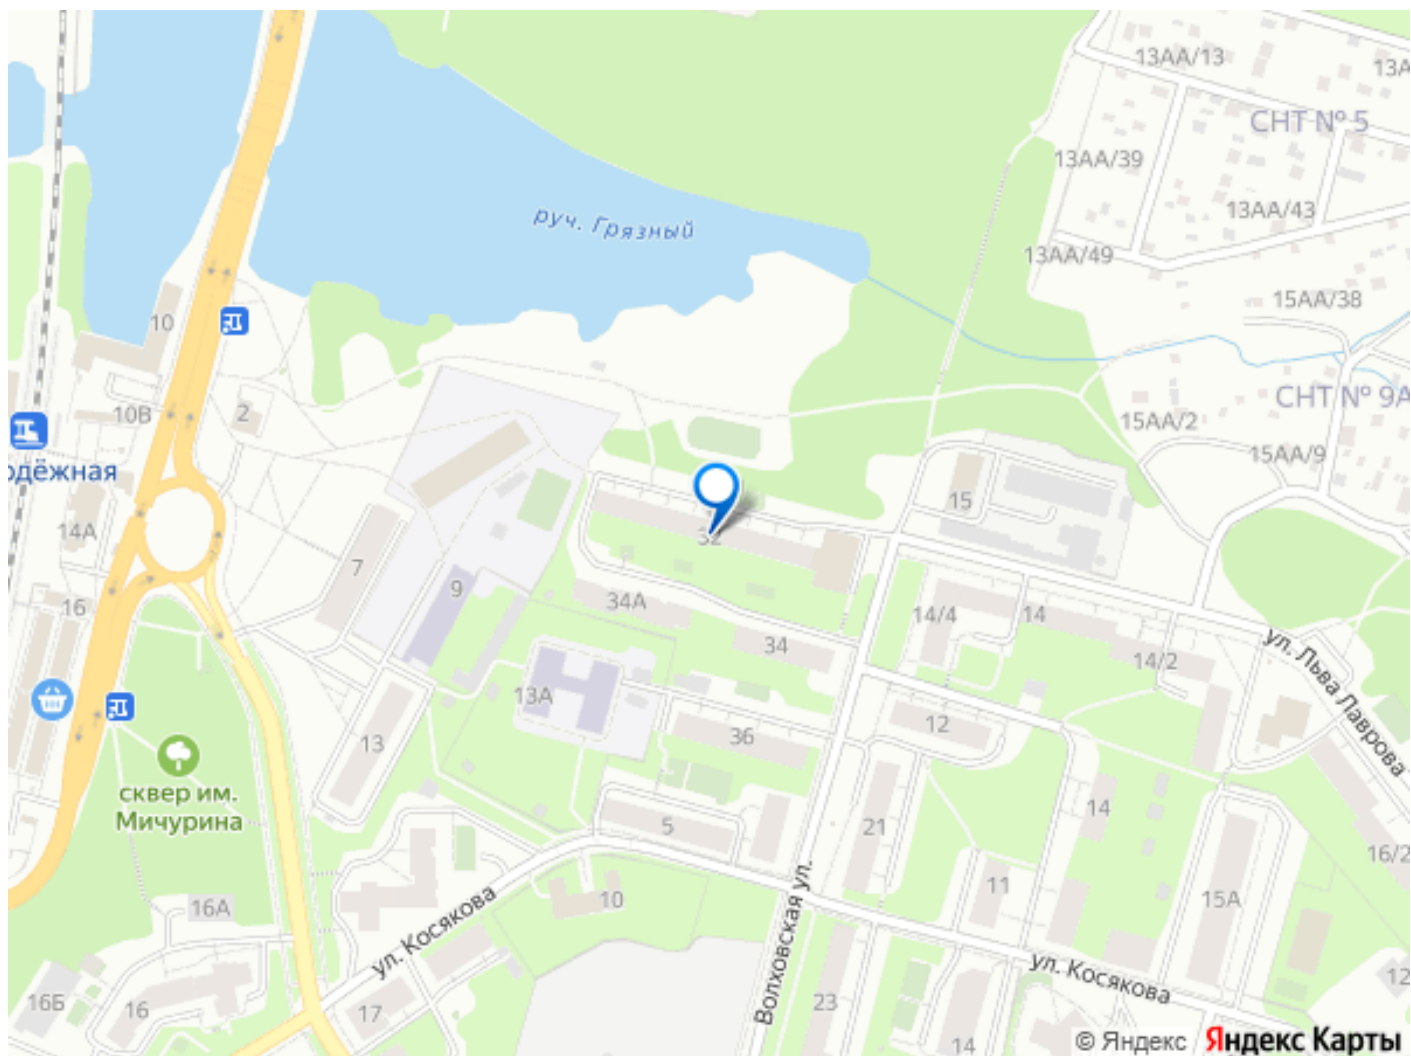 13АА/13
13А
СНТ № 5
13АА/39
13АА/43
руч. Грязный
13АА/49
15АА/38
10
2
10В
СНТ № 9А
15АА/2
15АА/9
одёжная
15
32
14А
7
9
16
34А
14/4
14
34
14/2
ул. Льва Лаврова
13А
13
36
12
сквер им.
Мичурина
5
21
14
16/2
11
15А
10
16А
ул. Косякова
Волховская ул.
ул. Косякова
12
16Б
16
17
23
14
© Яндекс Яндекс Карты